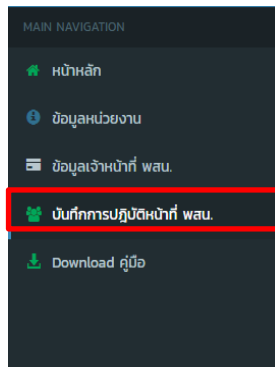 MAIN NAVIGATION
หน้าหลัก
ข้อมูลหน่วยงาน
ข้อมูลเจ้าหน้าที่ พสน.
บันทึกการปฏิบัติหน้าที่ พสน.
Download คู่มือ